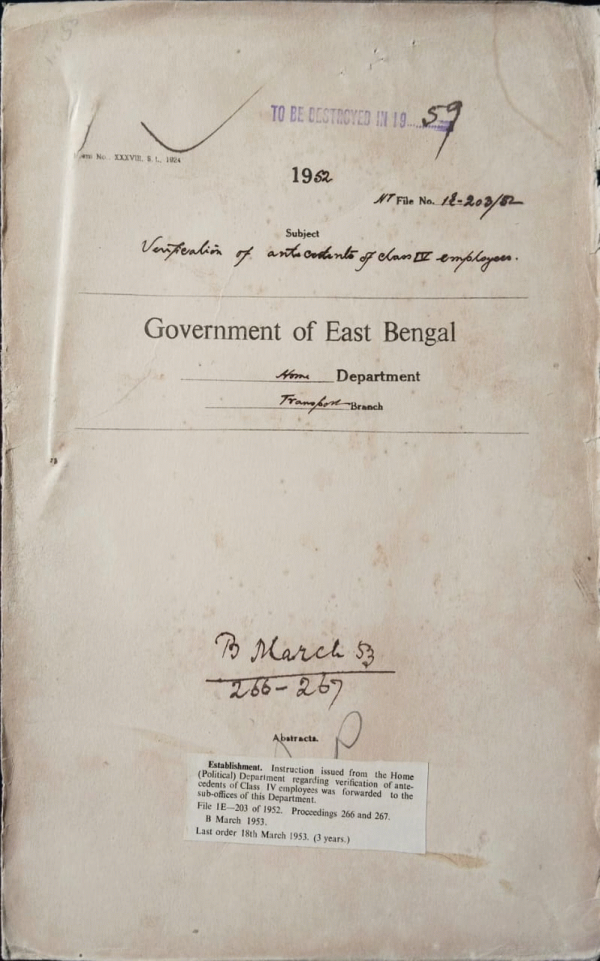 TO BE DESTROYED IN 19 59
No. XXXVIII, S. I., 1924
1952
File No. 1E-203/52
Subject
Verification of antecedents of class IV employees.
Government of East Bengal
Home Department
Transport Branch
B March 53
266-267
Abstracts.
Establishment. Instruction issued from the Home
(Political) Department regarding verification of ante-
cedents of Class IV employees was forwarded to the
sub-offices of this Department.
File 1E—203 of 1952. Proceedings 266 and 267.
B March 1953.
Last order 18th March 1953. (3 years.)